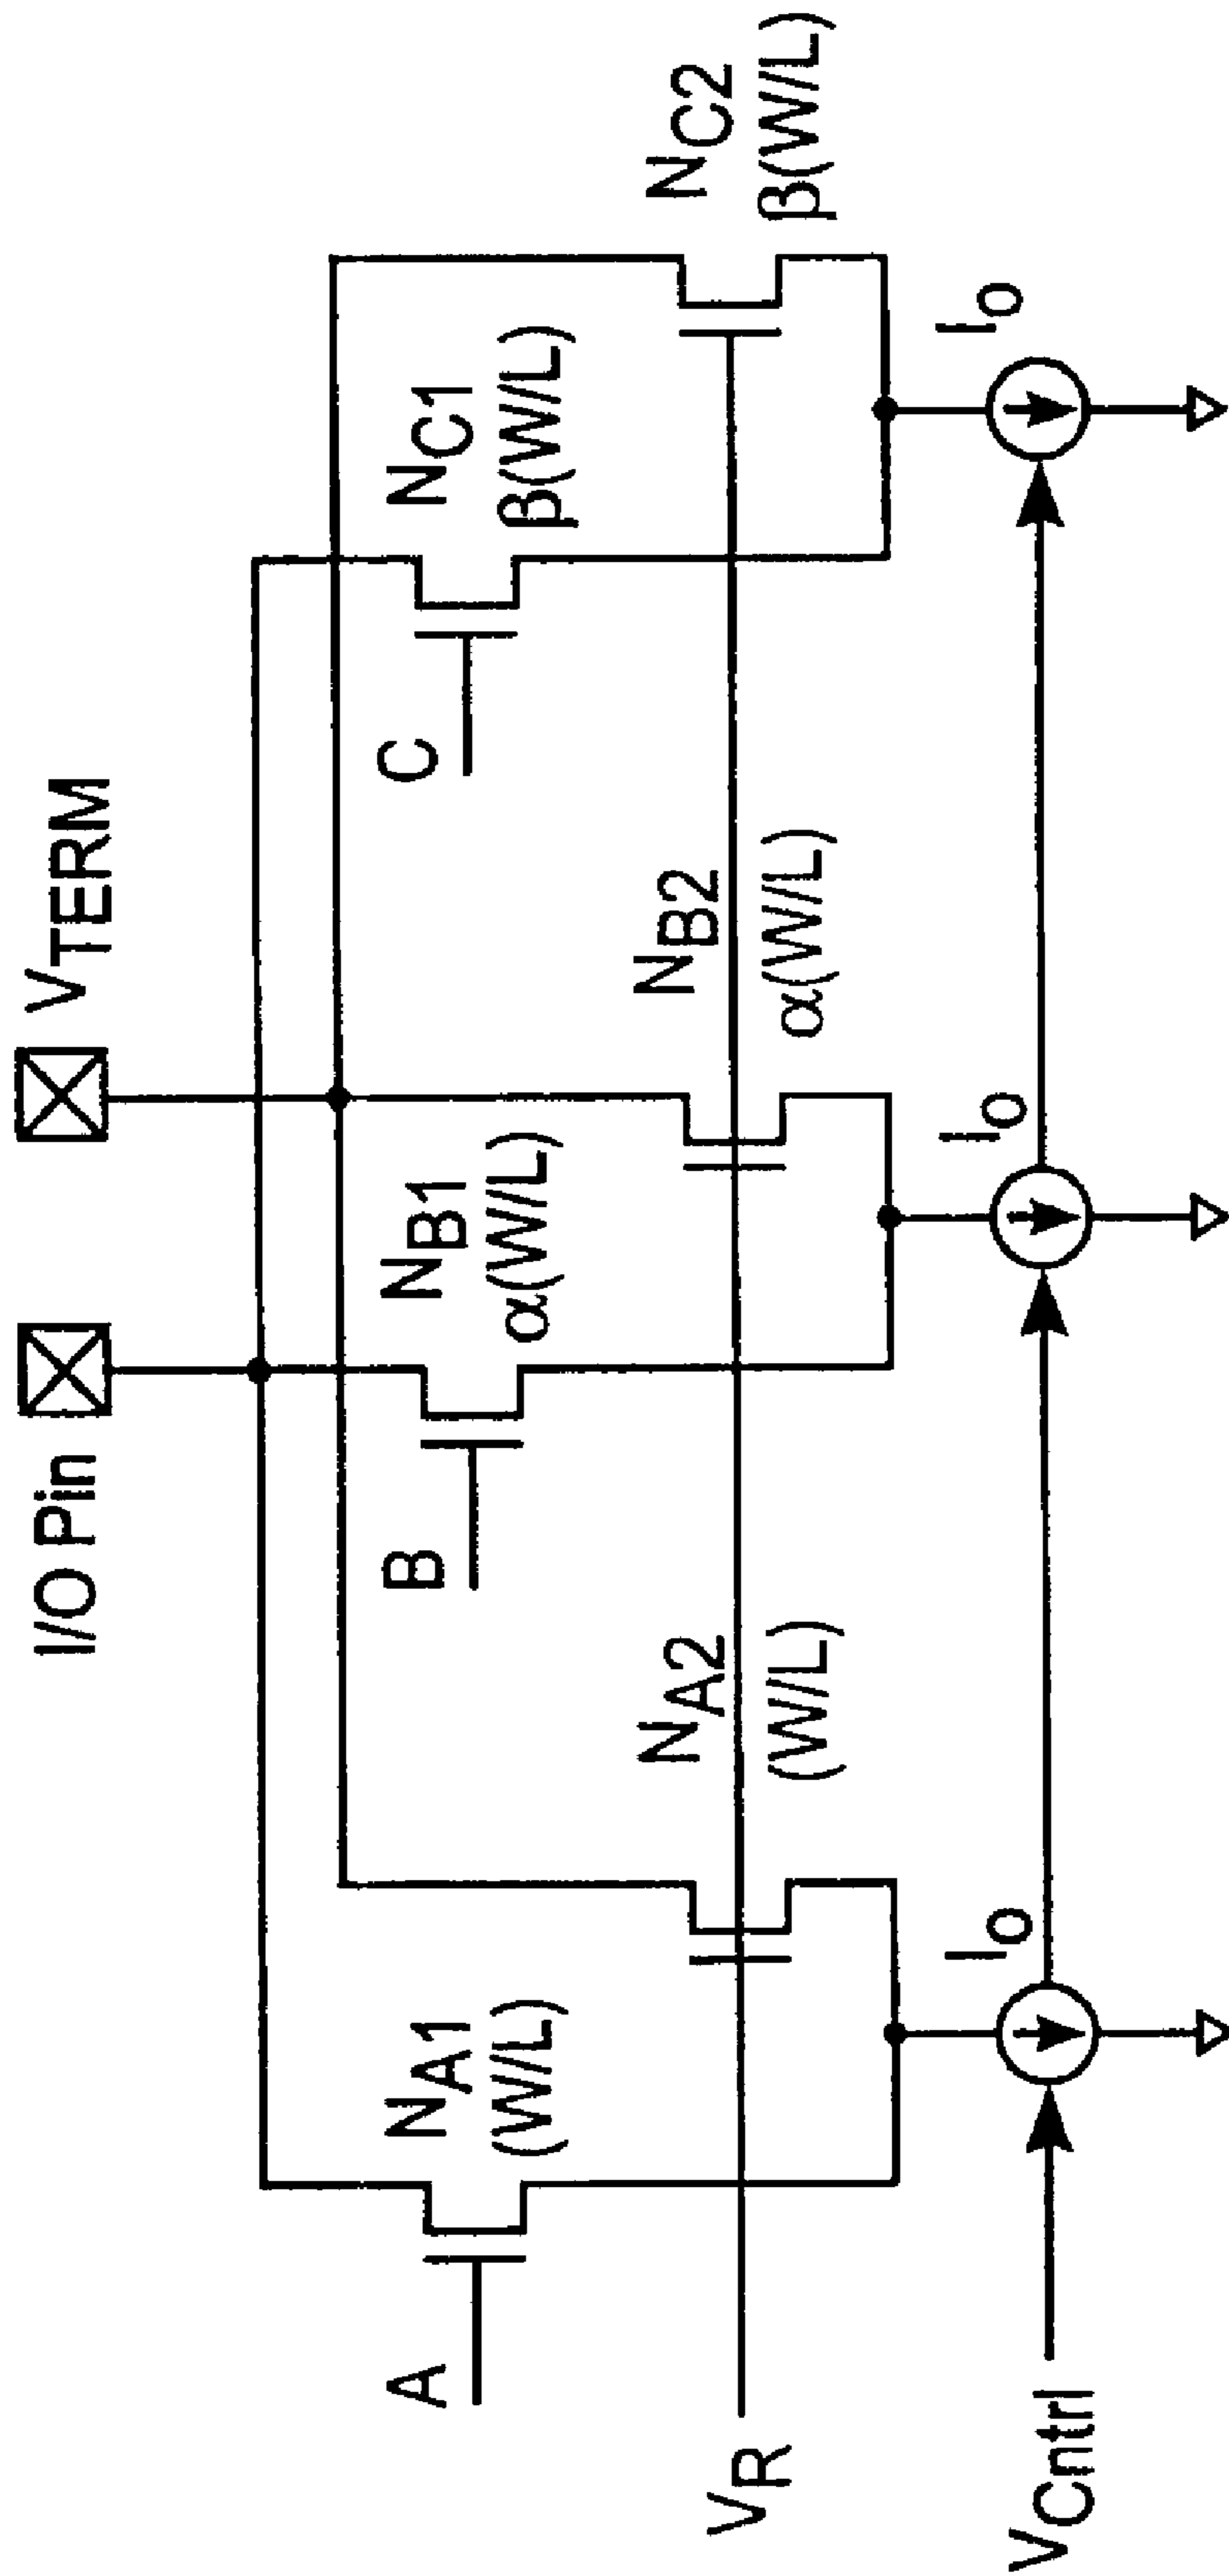 I/O Pin
V_TERM
A
N_A1
(W/L)
B
N_B1
α(W/L)
C
N_C1
β(W/L)
N_A2
(W/L)
N_B2
α(W/L)
N_C2
β(W/L)
V_R
I_O
I_O
I_O
V_Cntrl